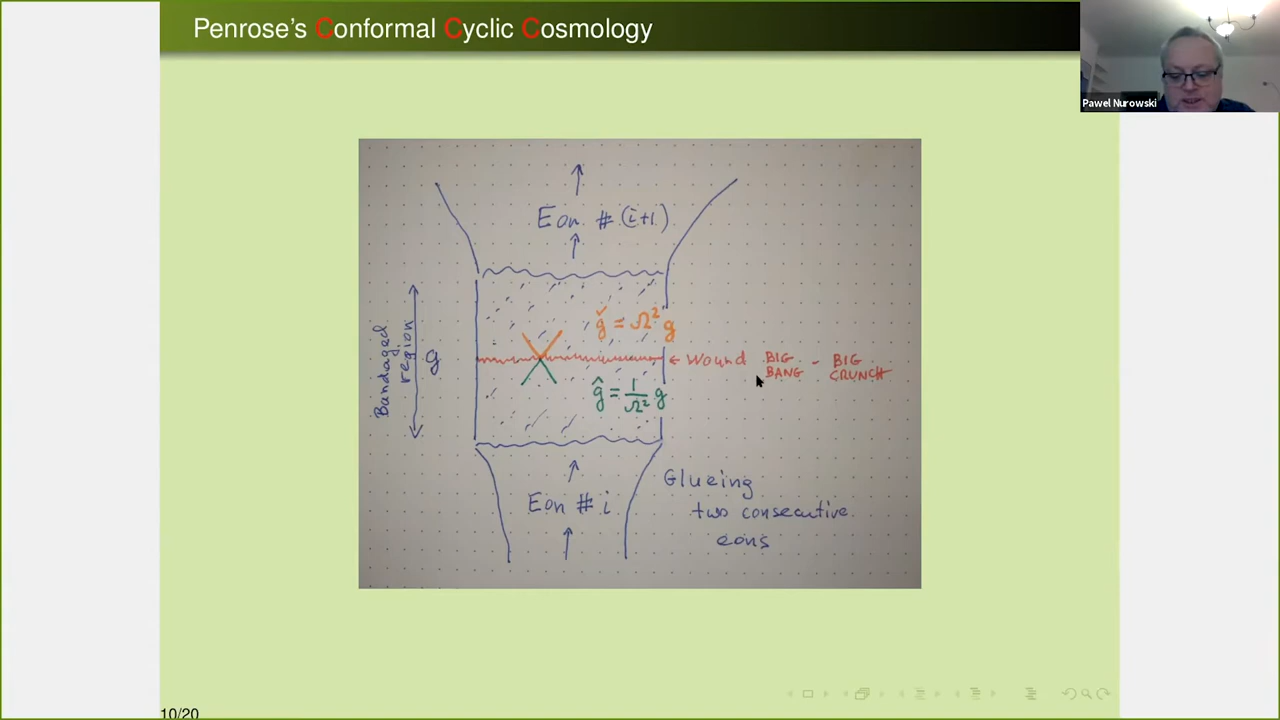 Penrose's Conformal Cyclic Cosmology
Pawel Nurowski
Eon # (i+1)
Bandaged region
g
ǧ = Ω² g
← Wound BIG BANG - BIG CRUNCH
ĝ = 1/Ω² g
Eon # i
Glueing
two consecutive
eons
10/20